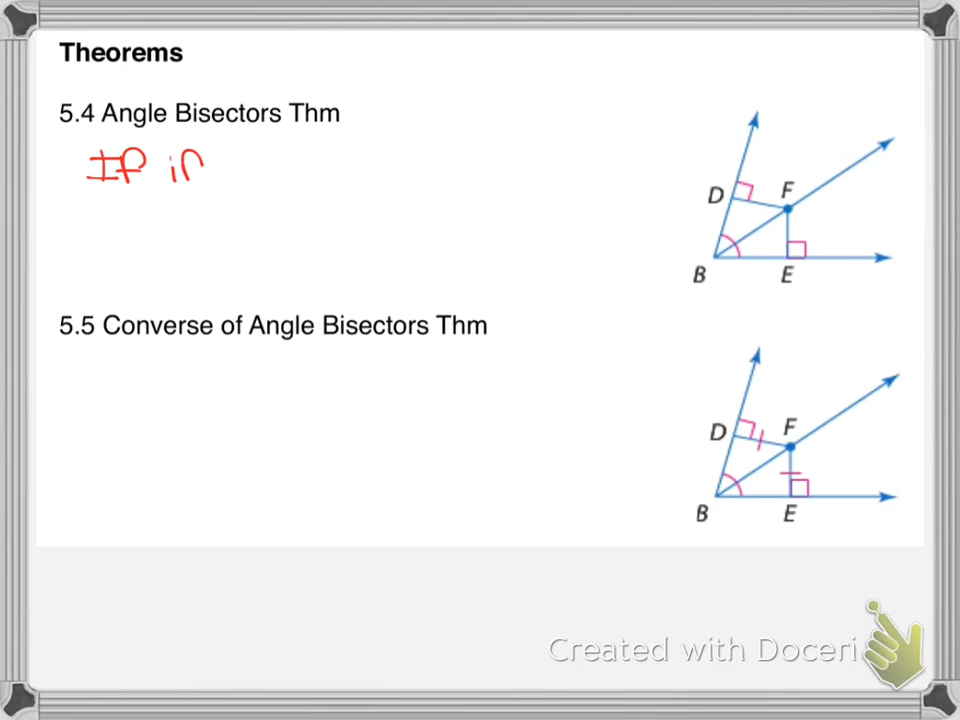 Theorems
5.4 Angle Bisectors Thm
If in
D
F
B
E
5.5 Converse of Angle Bisectors Thm
D
F
B
E
Created with Doceri